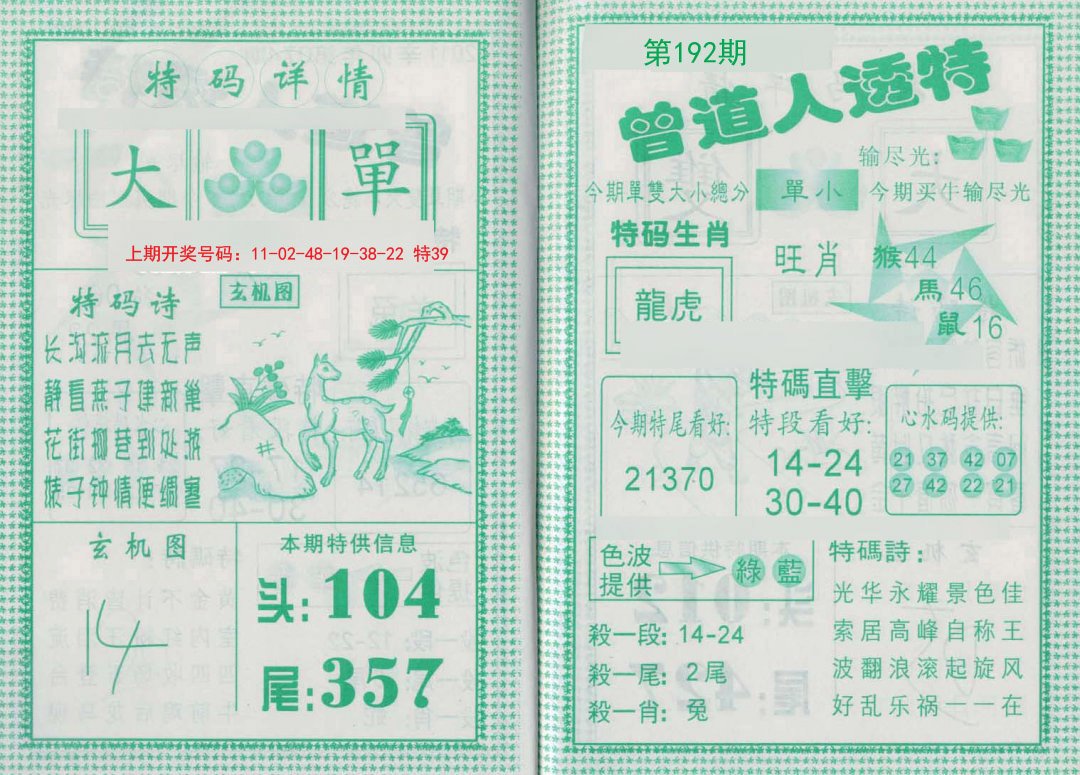 特码详情
大 單
上期开奖号码：11-02-48-19-38-22 特39
特码诗
玄机图
长沟流月去无声
静看燕子建新巢
花街柳巷到处游
婊子钟情便绸寒
井
玄机图
14
本期特供信息
头:104
尾:357
第192期
曾道人透特
输尽光:
今期單雙大小總分 單小 今期买牛输尽光
特码生肖
龍虎
旺肖
猴44
馬46
鼠16
今期特尾看好:
21370
特碼直擊
特段看好:
14-24
30-40
心水码提供:
21 37 42 07
27 42 22 21
色波提供
綠 藍
殺一段: 14-24
殺一尾: 2尾
殺一肖: 兔
特碼詩:
光华永耀景色佳
索居高峰自称王
波翻浪滚起旋风
好乱乐祸一一在